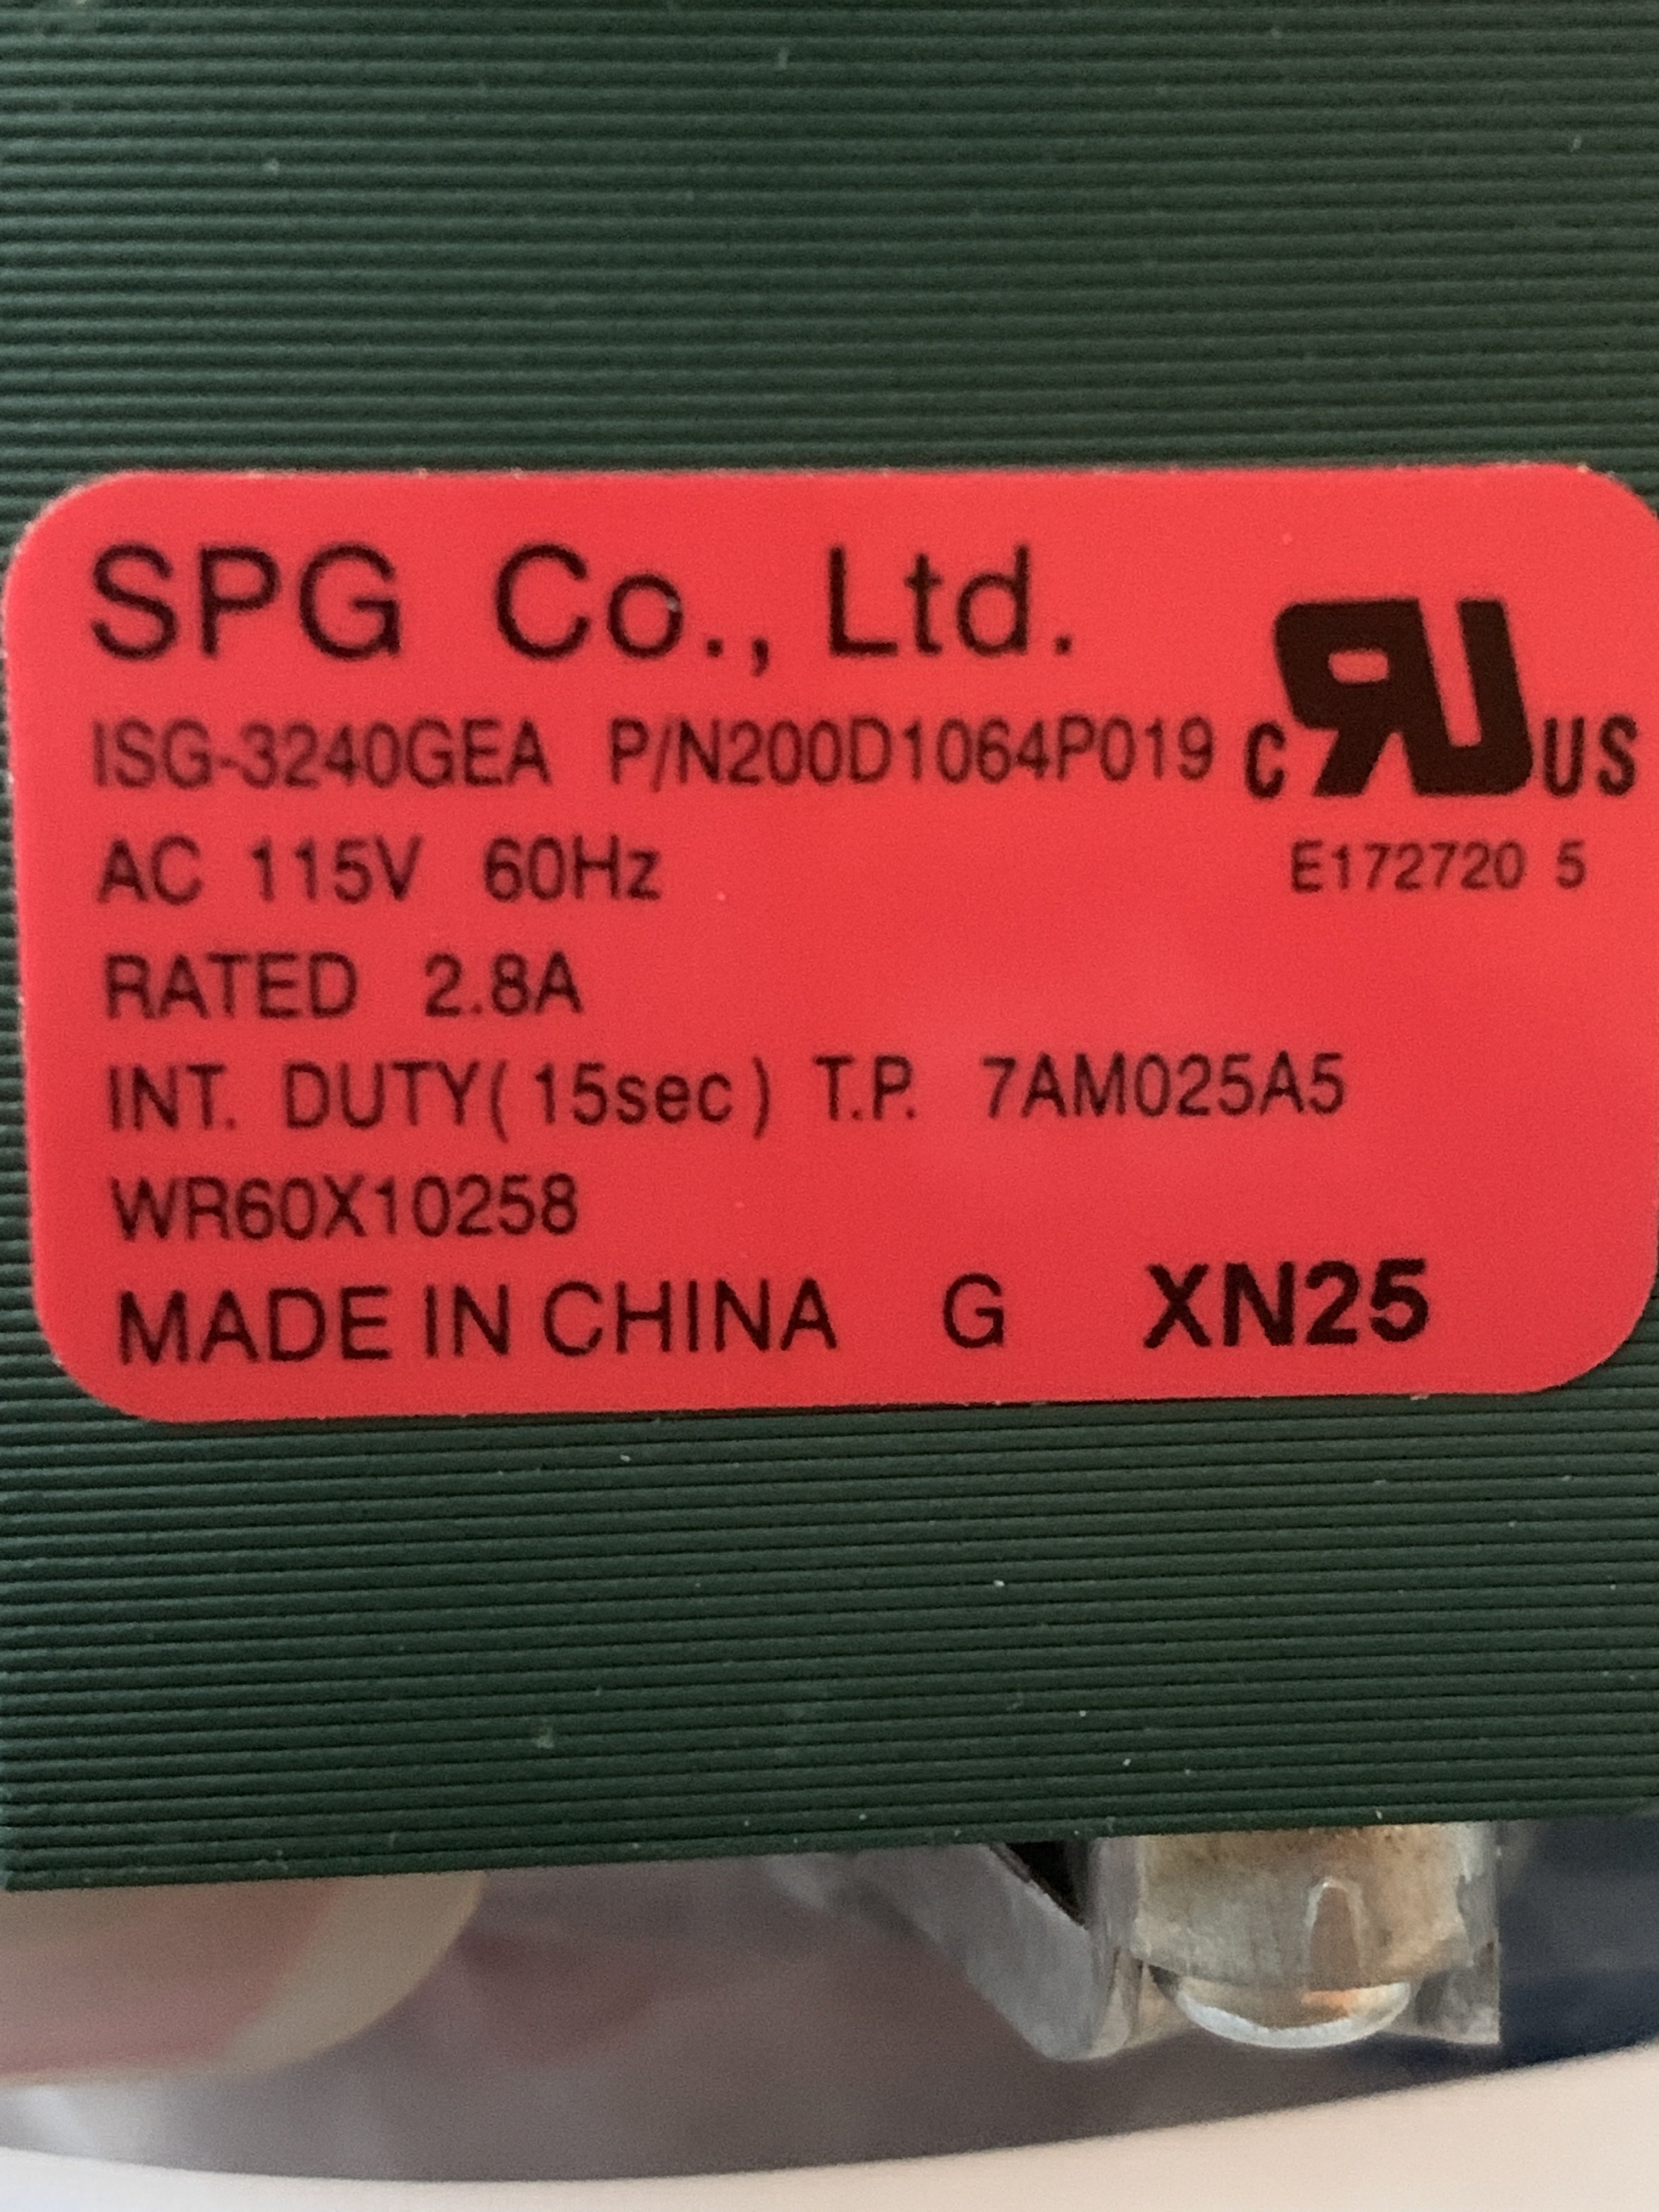 SPG Co., Ltd.
ISG-3240GEA P/N200D1064P019
c RU US
E172720 5
AC 115V 60Hz
RATED 2.8A
INT. DUTY(15sec) T.P. 7AM025A5
WR60X10258
MADE IN CHINA G XN25